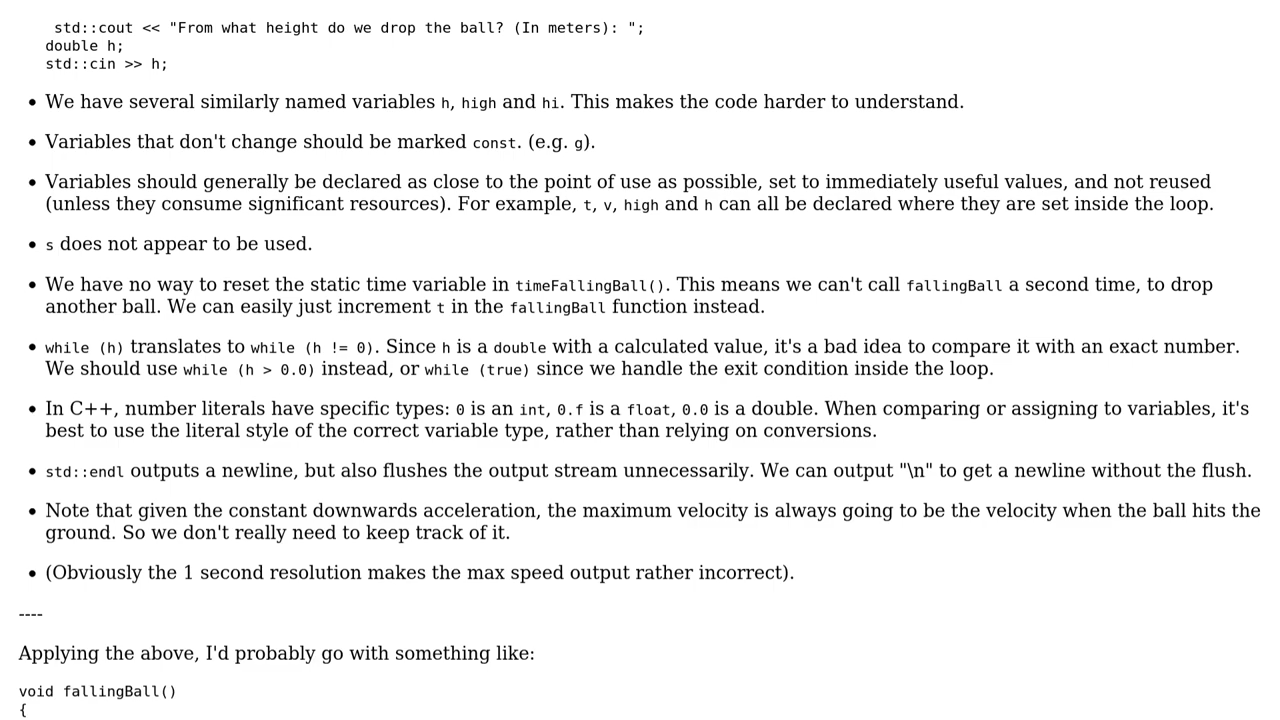 std::cout << "From what height do we drop the ball? (In meters): ";
double h;
std::cin >> h;
• We have several similarly named variables h, high and hi. This makes the code harder to understand.
• Variables that don't change should be marked const. (e.g. g).
• Variables should generally be declared as close to the point of use as possible, set to immediately useful values, and not reused
(unless they consume significant resources). For example, t, v, high and h can all be declared where they are set inside the loop.
• s does not appear to be used.
• We have no way to reset the static time variable in timeFallingBall(). This means we can't call fallingBall a second time, to drop
another ball. We can easily just increment t in the fallingBall function instead.
• while (h) translates to while (h != 0). Since h is a double with a calculated value, it's a bad idea to compare it with an exact number.
We should use while (h > 0.0) instead, or while (true) since we handle the exit condition inside the loop.
• In C++, number literals have specific types: 0 is an int, 0.f is a float, 0.0 is a double. When comparing or assigning to variables, it's
best to use the literal style of the correct variable type, rather than relying on conversions.
• std::endl outputs a newline, but also flushes the output stream unnecessarily. We can output "\n" to get a newline without the flush.
• Note that given the constant downwards acceleration, the maximum velocity is always going to be the velocity when the ball hits the
ground. So we don't really need to keep track of it.
• (Obviously the 1 second resolution makes the max speed output rather incorrect).
----
Applying the above, I'd probably go with something like:
void fallingBall()
{